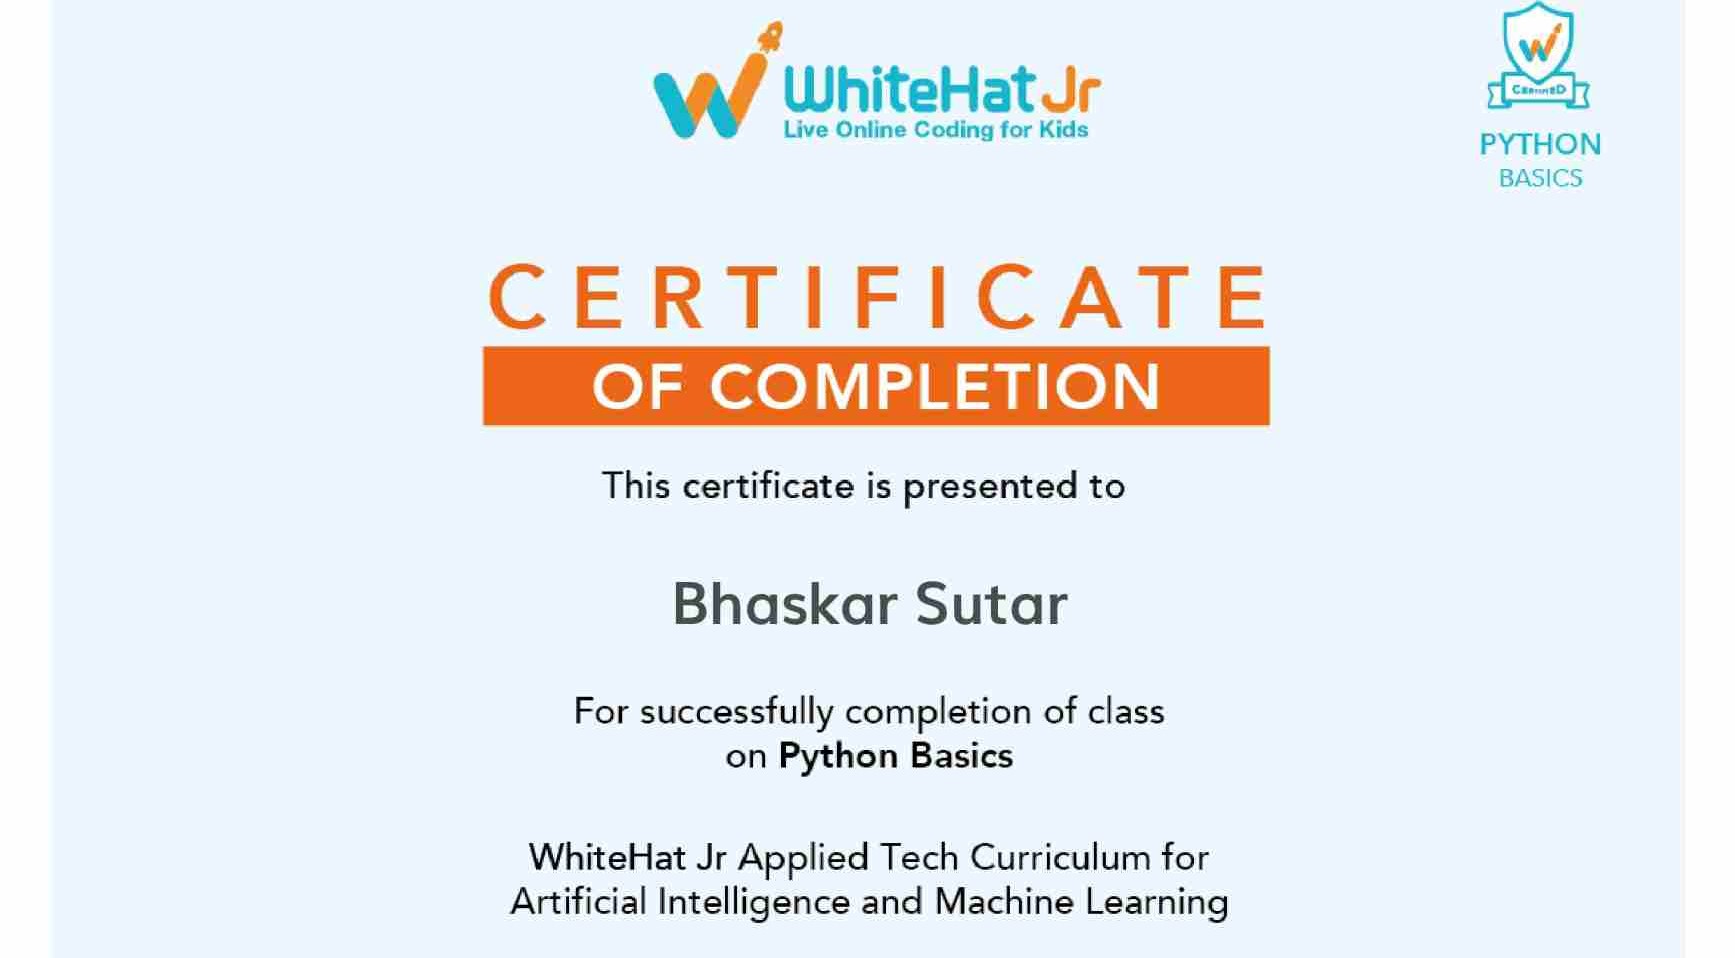 WhiteHat Jr
Live Online Coding for Kids
CERTIFIED
PYTHON
BASICS
CERTIFICATE
OF COMPLETION
This certificate is presented to
Bhaskar Sutar
For successfully completion of class
on Python Basics
WhiteHat Jr Applied Tech Curriculum for
Artificial Intelligence and Machine Learning